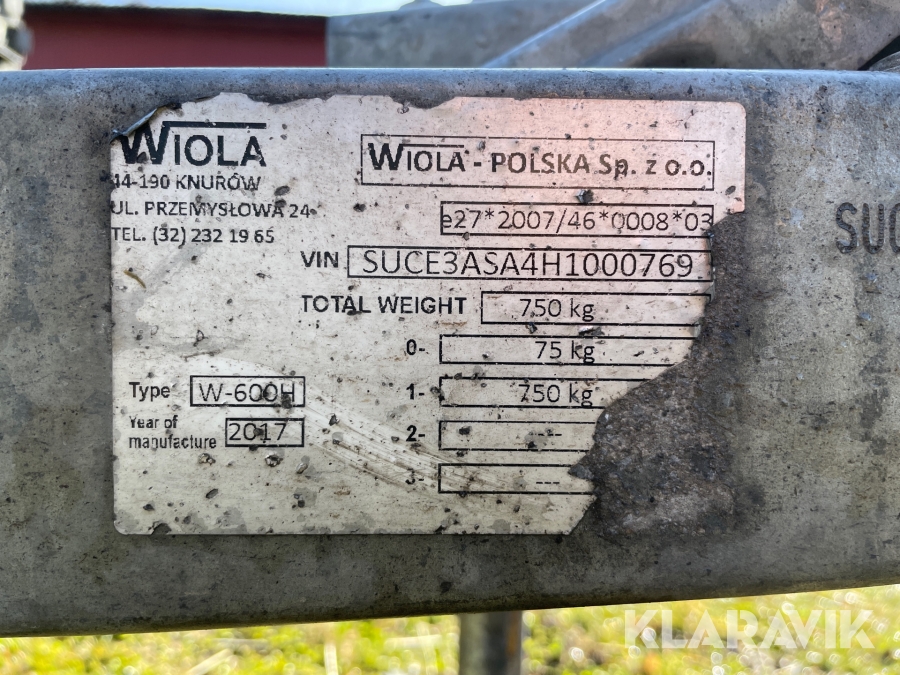 WIOLA
44-190 KNURÓW
UL. PRZEMYSŁOWA 24
TEL. (32) 232 19 65
WIOLA - POLSKA Sp. z o.o.
e27*2007/46*0008*03
VIN SUCE3ASA4H1000769
TOTAL WEIGHT 750 kg
0- 75 kg
1- 750 kg
2- ----
3- ---
Type W-600H
Year of
manufacture 2017
SUC
KLARAVIK